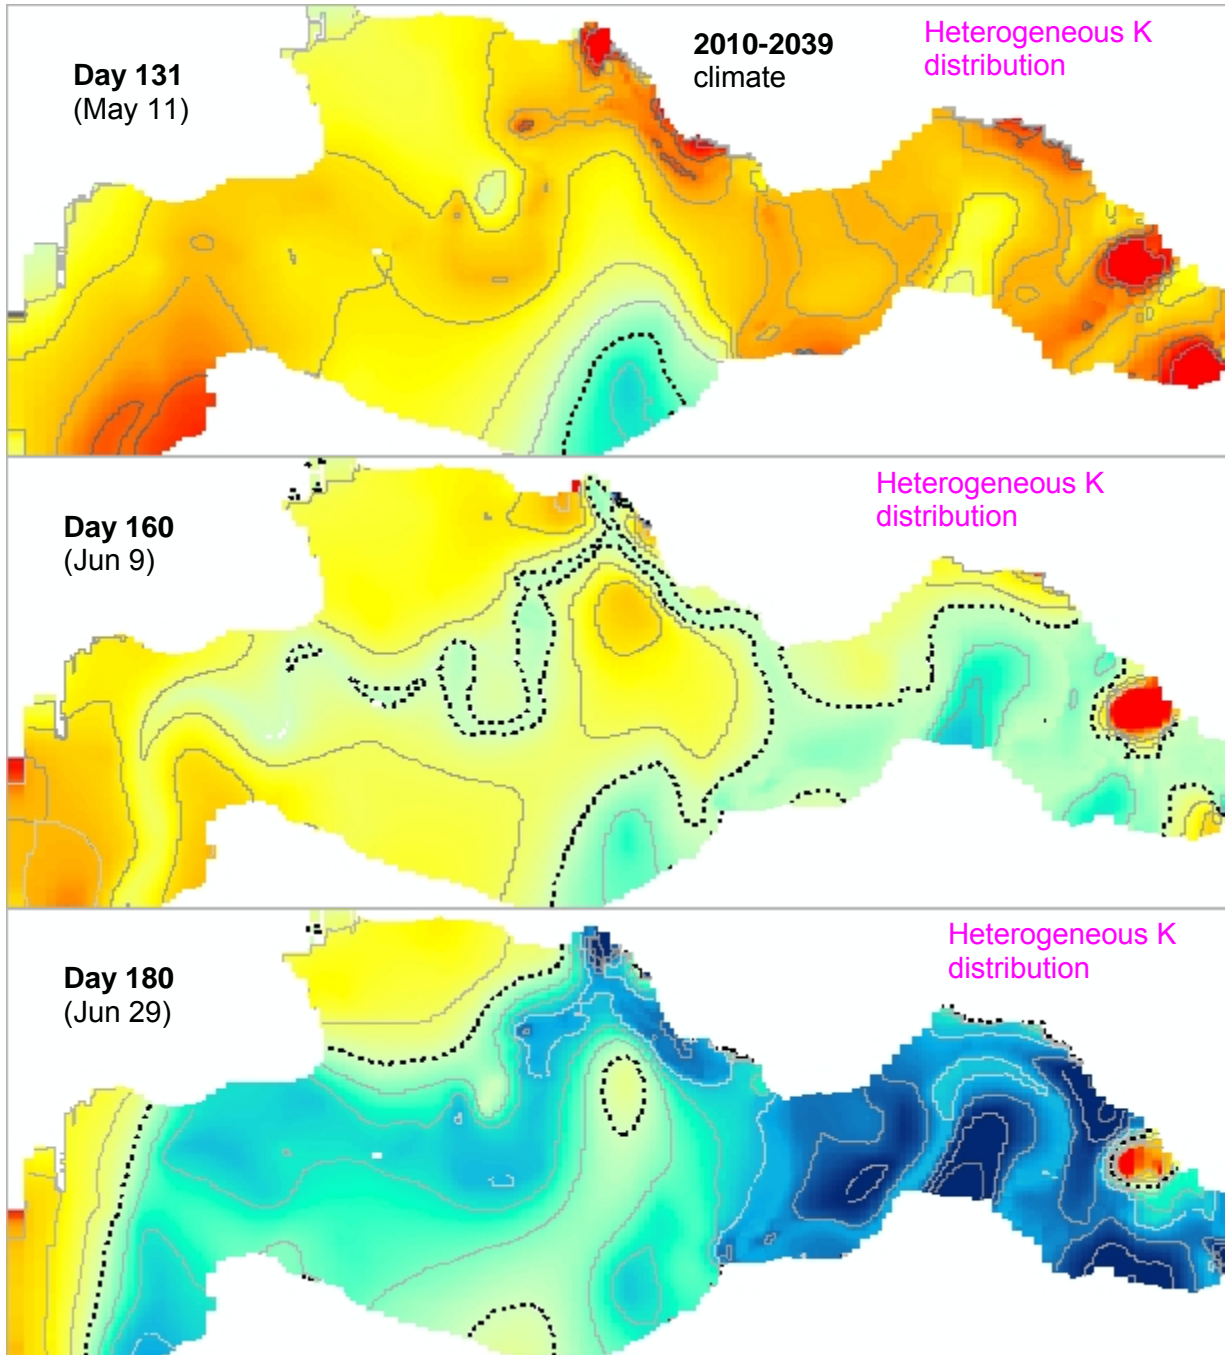 Day 131
(May 11)
2010-2039
climate
Heterogeneous K
distribution
Day 160
(Jun 9)
Heterogeneous K
distribution
Day 180
(Jun 29)
Heterogeneous K
distribution